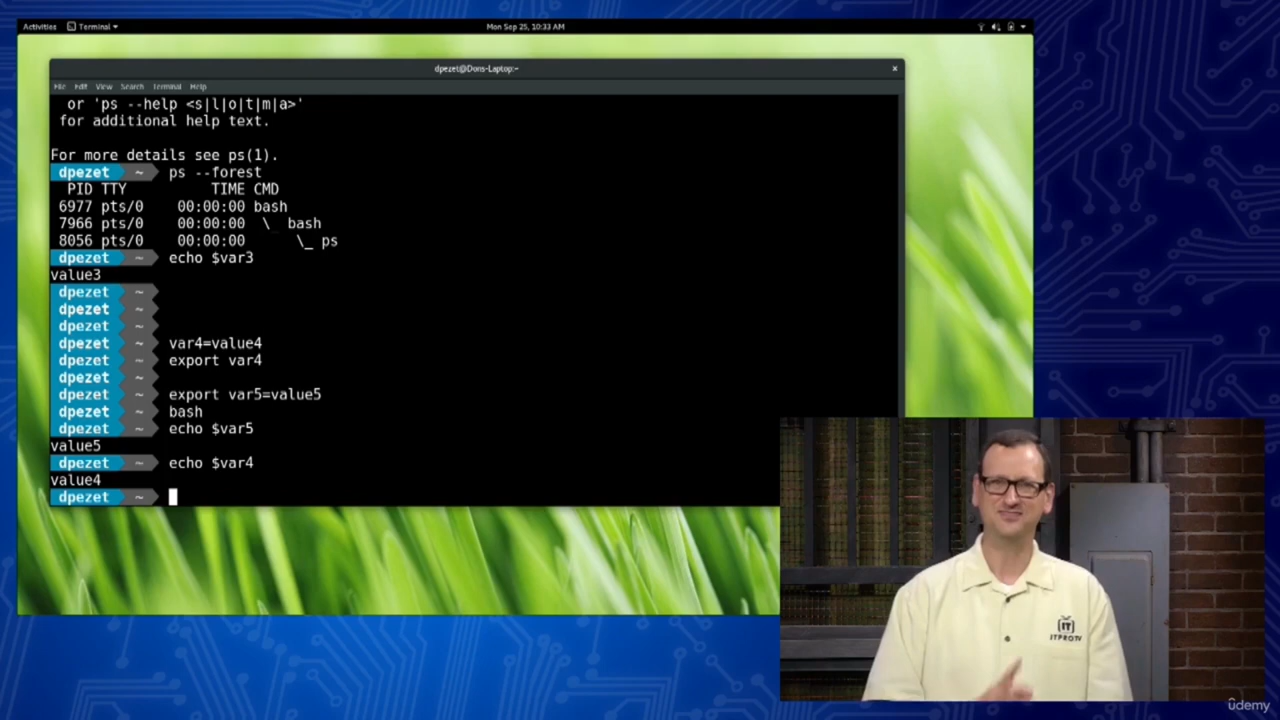 Activities Terminal Mon Sep 25, 10:33 AM
dpezet@Dons-Laptop:~
File Edit View Search Terminal Help
or 'ps --help <s|l|o|t|m|a>'
for additional help text.
For more details see ps(1).
dpezet ~ ps --forest
PID TTY TIME CMD
6977 pts/0 00:00:00 bash
7966 pts/0 00:00:00 \_ bash
8056 pts/0 00:00:00 \_ ps
dpezet ~ echo $var3
value3
dpezet ~
dpezet ~
dpezet ~
dpezet ~ var4=value4
dpezet ~ export var4
dpezet ~
dpezet ~ export var5=value5
dpezet ~ bash
dpezet ~ echo $var5
value5
dpezet ~ echo $var4
value4
dpezet ~
IT
ITPROTV
ûdemy